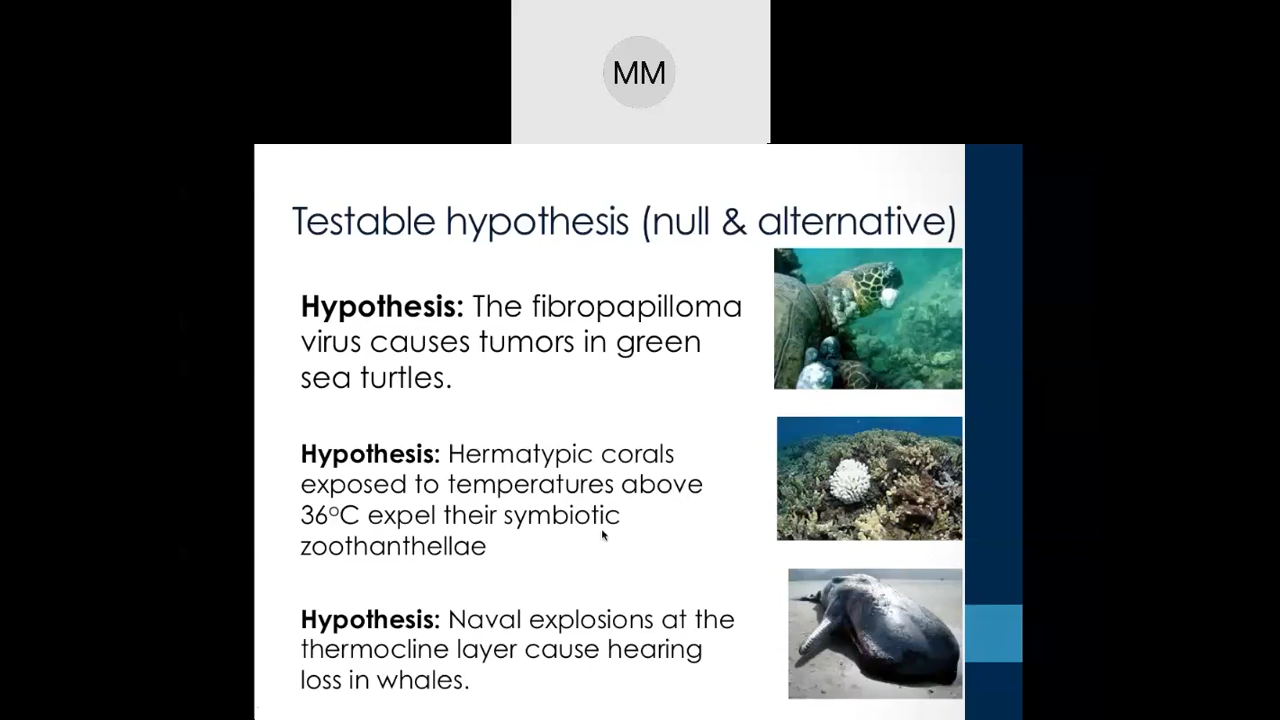 MM
Testable hypothesis (null & alternative)
Hypothesis: The fibropapilloma
virus causes tumors in green
sea turtles.
Hypothesis: Hermatypic corals
exposed to temperatures above
36°C expel their symbiotic
zoothanthellae
Hypothesis: Naval explosions at the
thermocline layer cause hearing
loss in whales.